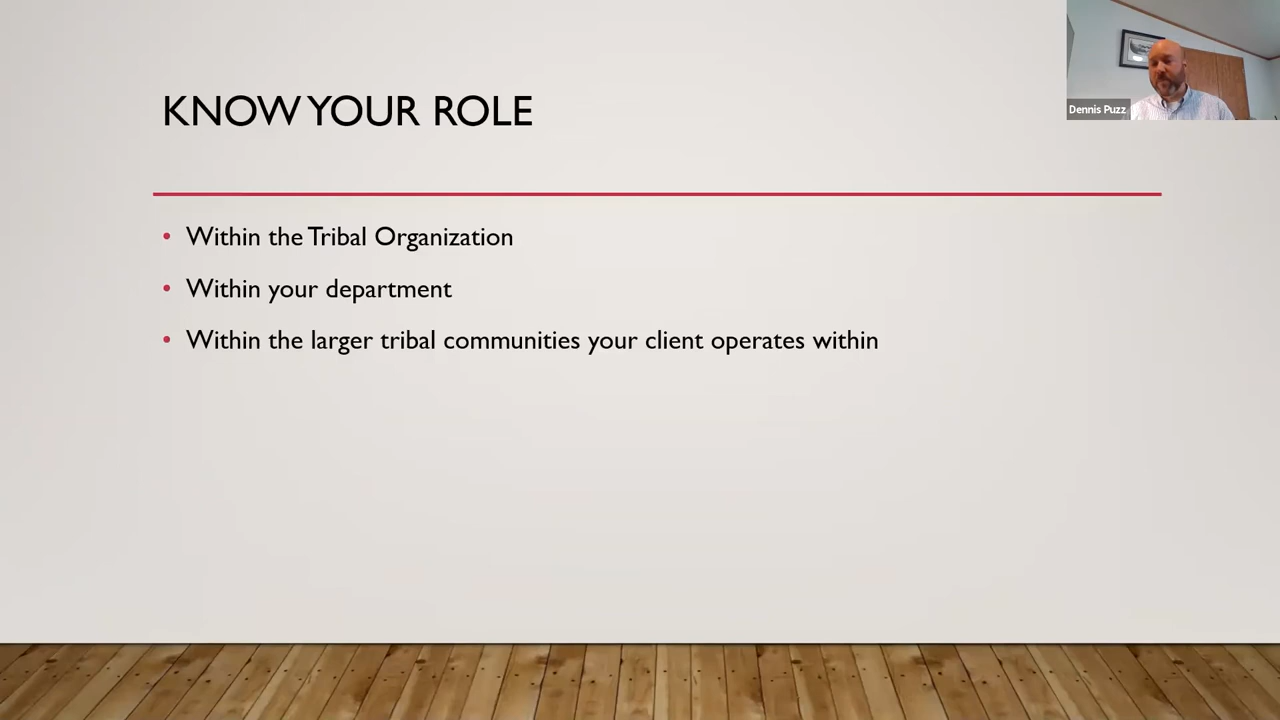 KNOW YOUR ROLE
Dennis Puzz
• Within the Tribal Organization
• Within your department
• Within the larger tribal communities your client operates within